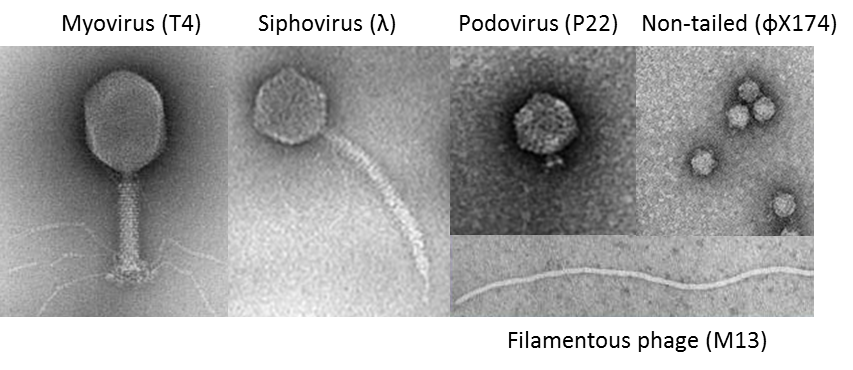 Myovirus (T4)
Siphovirus (λ)
Podovirus (P22)
Non-tailed (ϕX174)
Filamentous phage (M13)